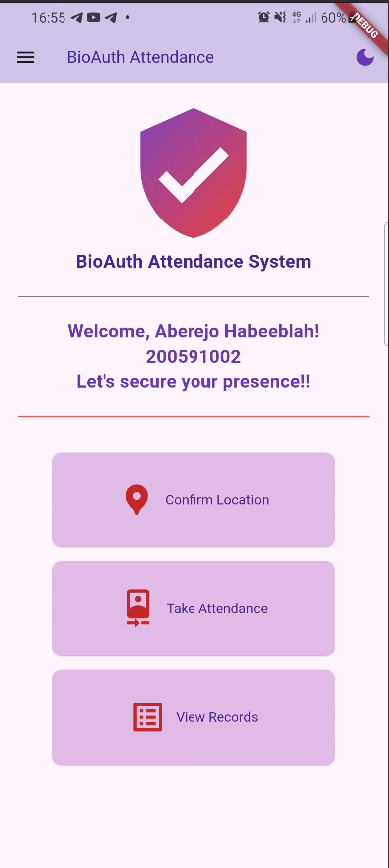 16:55
4G
60%
DEBUG
BioAuth Attendance
BioAuth Attendance System
Welcome, Aberejo Habeeblah!
200591002
Let's secure your presence!!
Confirm Location
Take Attendance
View Records